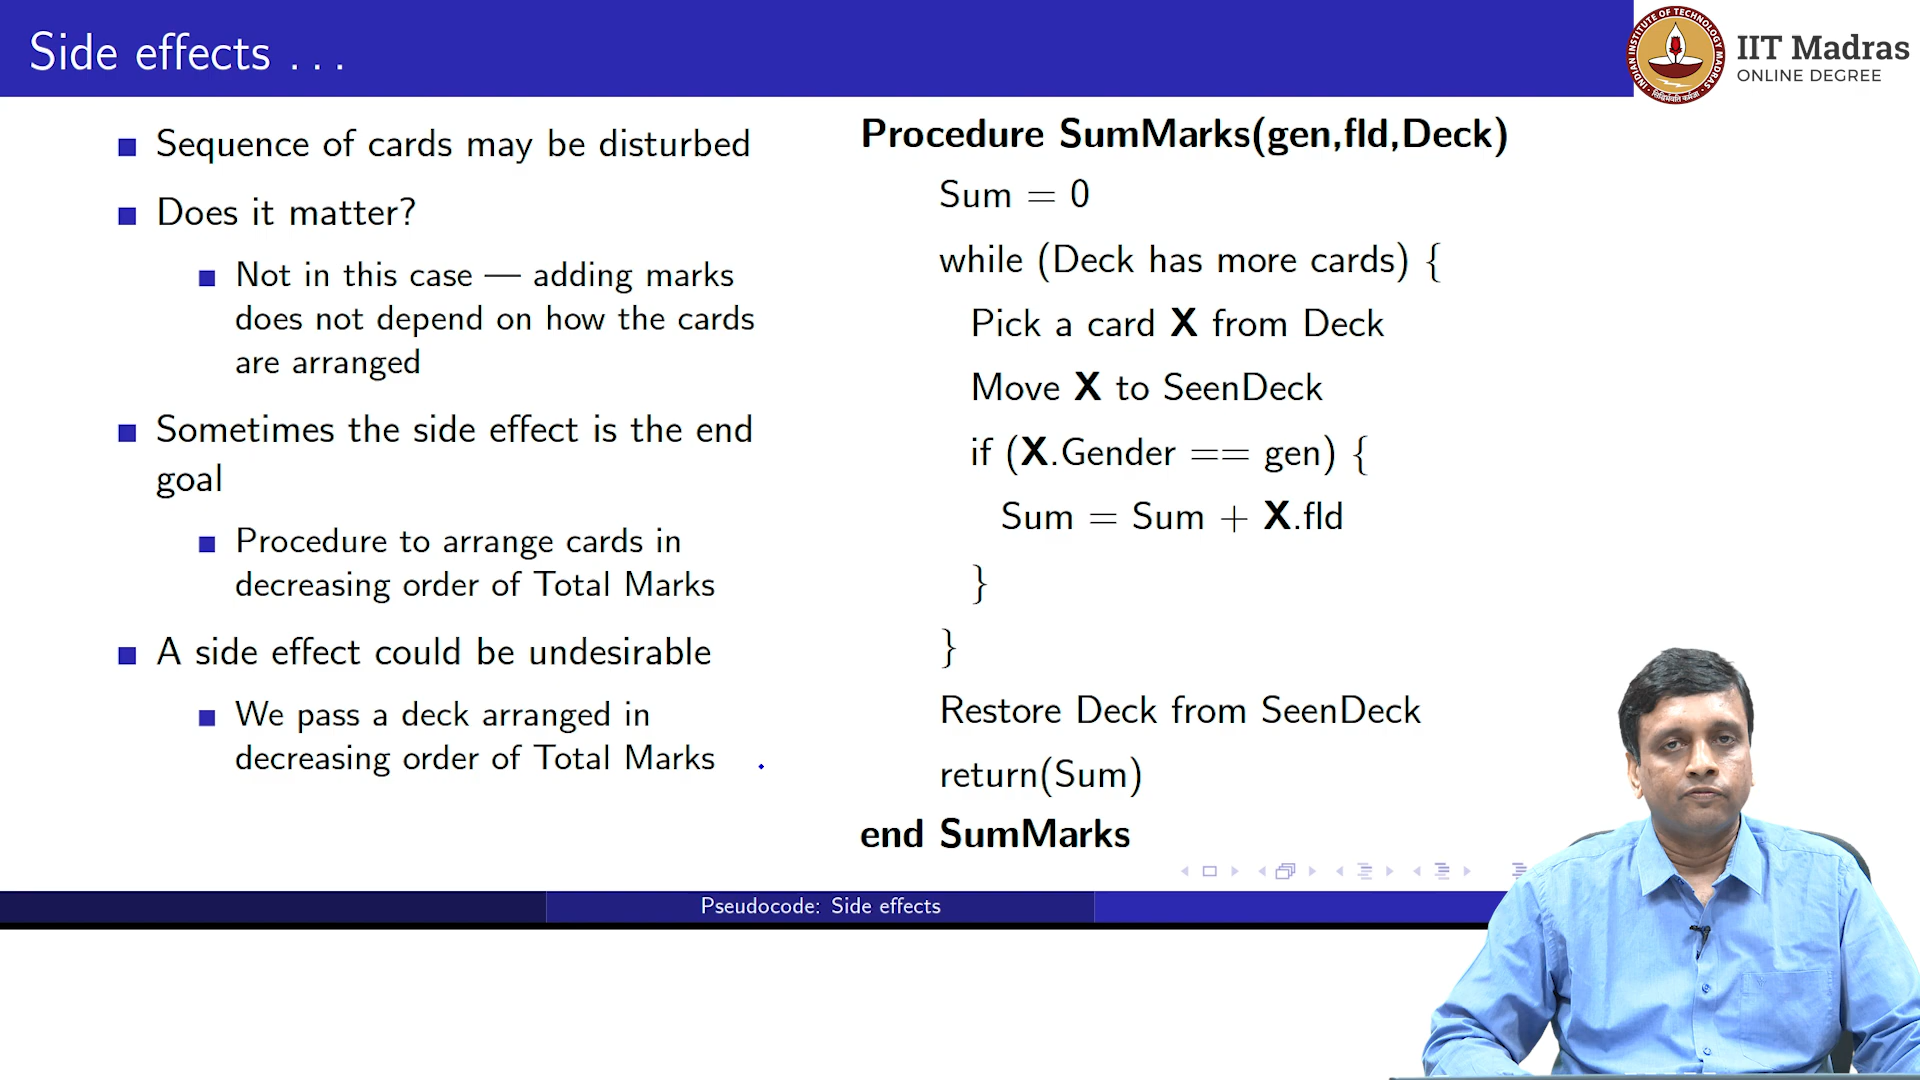 Side effects . . .
IIT Madras
ONLINE DEGREE
Sequence of cards may be disturbed
Does it matter?
Not in this case — adding marks
does not depend on how the cards
are arranged
Sometimes the side effect is the end
goal
Procedure to arrange cards in
decreasing order of Total Marks
A side effect could be undesirable
We pass a deck arranged in
decreasing order of Total Marks
Procedure SumMarks(gen,fld,Deck)
Sum = 0
while (Deck has more cards) {
Pick a card X from Deck
Move X to SeenDeck
if (X.Gender == gen) {
Sum = Sum + X.fld
}
}
Restore Deck from SeenDeck
return(Sum)
end SumMarks
Pseudocode: Side effects
INDIAN INSTITUTE OF TECHNOLOGY MADRAS